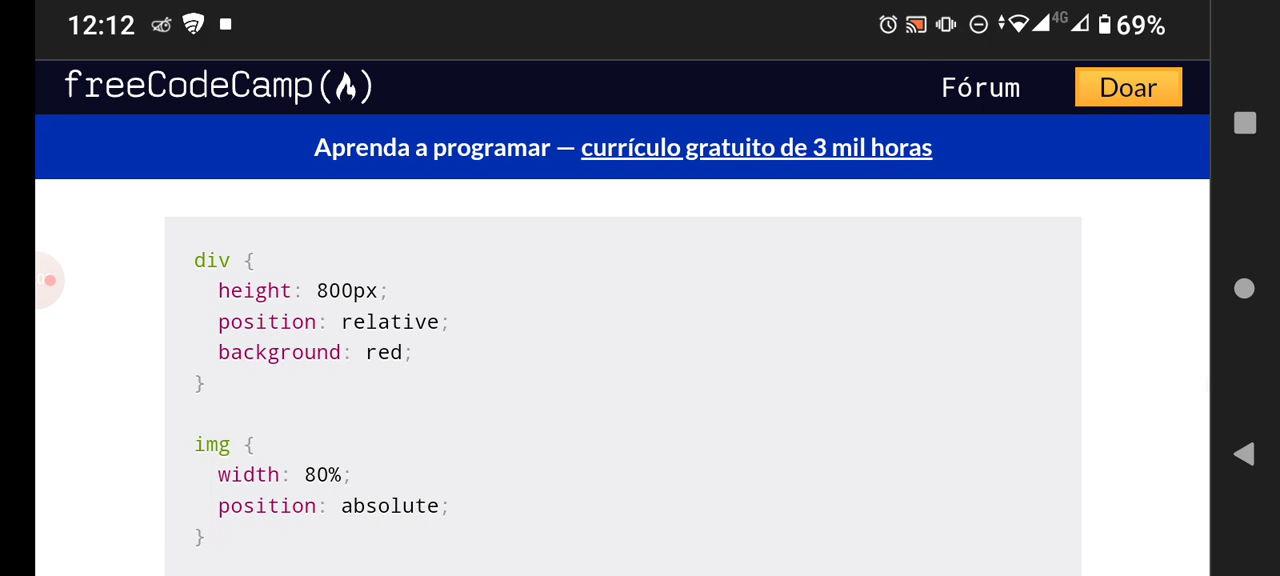 12:12 4G 69%
freeCodeCamp(🔥) Fórum Doar
Aprenda a programar — currículo gratuito de 3 mil horas
div {
  height: 800px;
  position: relative;
  background: red;
}

img {
  width: 80%;
  position: absolute;
}